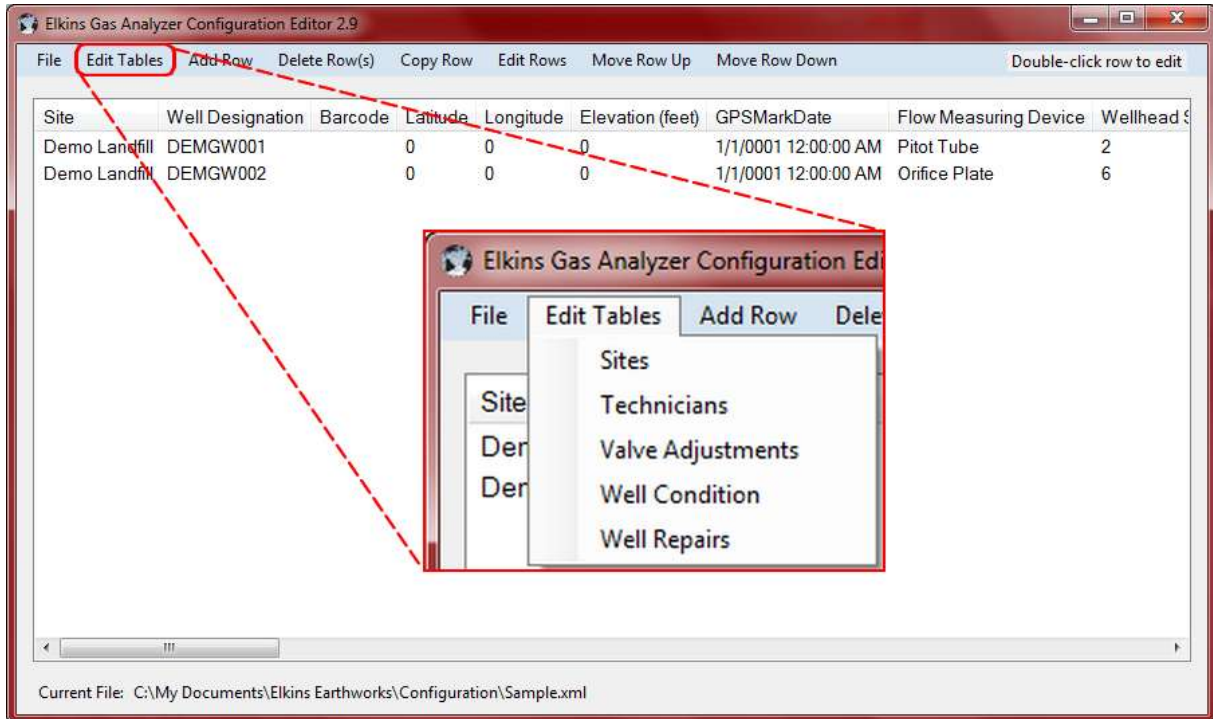 Elkins Gas Analyzer Configuration Editor 2.9
File Edit Tables Add Row Delete Row(s) Copy Row Edit Rows Move Row Up Move Row Down Double-click row to edit
Site Well Designation Barcode Latitude Longitude Elevation (feet) GPSMarkDate Flow Measuring Device Wellhead S
Demo Landfill DEMGW001 0 0 0 1/1/0001 12:00:00 AM Pitot Tube 2
Demo Landfill DEMGW002 0 0 0 1/1/0001 12:00:00 AM Orifice Plate 6
Elkins Gas Analyzer Configuration Edi
File Edit Tables Add Row Dele
Sites
Site Technicians
Der Valve Adjustments
Der Well Condition
Well Repairs
Current File: C:\My Documents\Elkins Earthworks\Configuration\Sample.xml